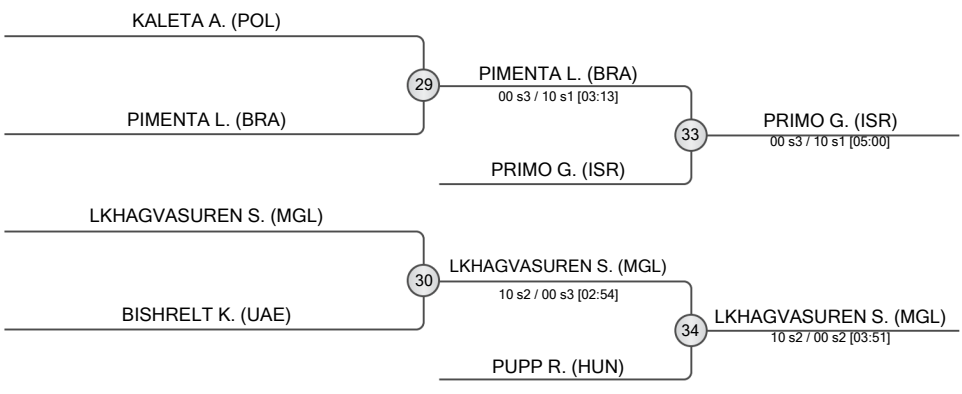 KALETA A. (POL)
29
PIMENTA L. (BRA)
PIMENTA L. (BRA)
00 s3 / 10 s1 [03:13]
33
PRIMO G. (ISR)
PRIMO G. (ISR)
00 s3 / 10 s1 [05:00]
LKHAGVASUREN S. (MGL)
30
BISHRELT K. (UAE)
LKHAGVASUREN S. (MGL)
10 s2 / 00 s3 [02:54]
34
PUPP R. (HUN)
LKHAGVASUREN S. (MGL)
10 s2 / 00 s2 [03:51]